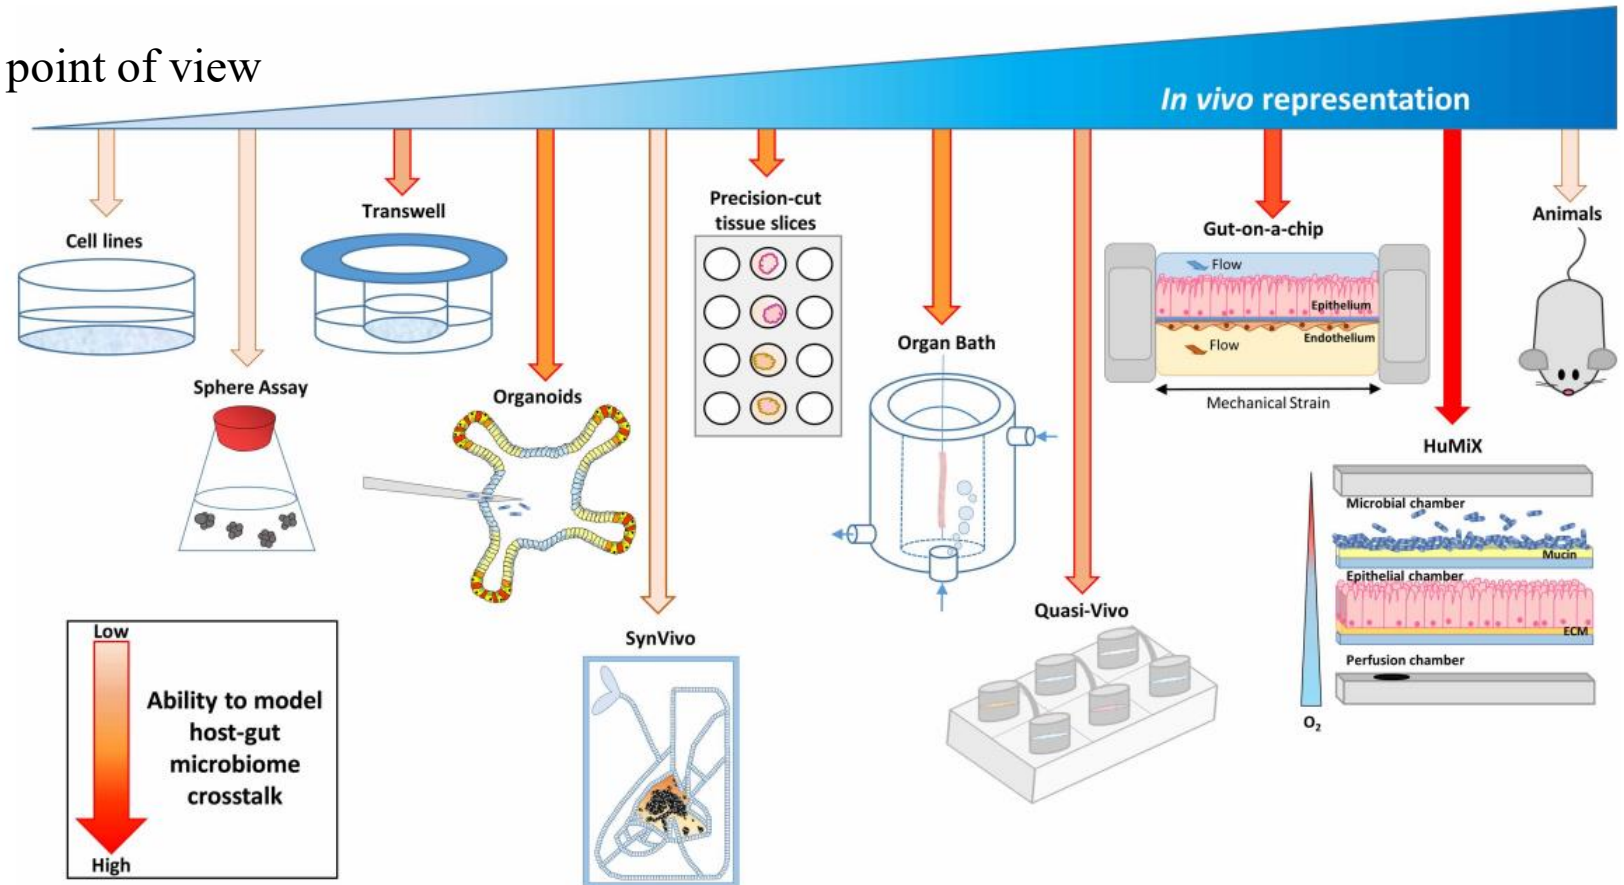 point of view
In vivo representation
Cell lines
Sphere Assay
Transwell
Organoids
SynVivo
Precision-cut
tissue slices
Organ Bath
Quasi-Vivo
Gut-on-a-chip
Flow
Epithelium
Endothelium
Flow
Mechanical Strain
HuMiX
Microbial chamber
Mucin
Epithelial chamber
ECM
Perfusion chamber
O₂
Animals
Low
Ability to model
host-gut
microbiome
crosstalk
High